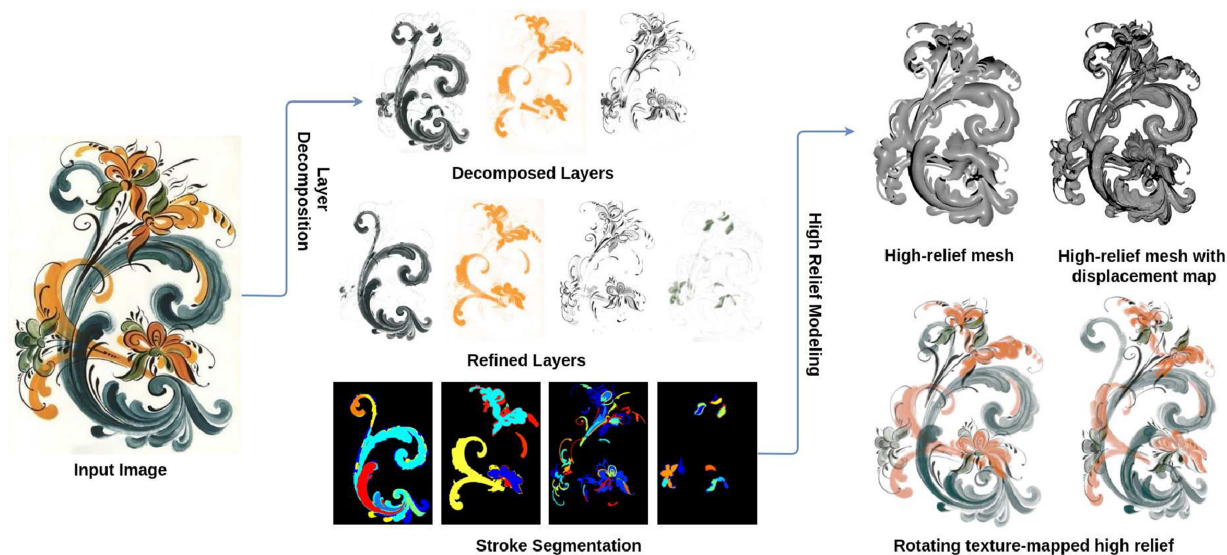 Input Image
Layer
Decomposition
Decomposed Layers
Refined Layers
Stroke Segmentation
High Relief Modeling
High-relief mesh
High-relief mesh with
displacement map
Rotating texture-mapped high relief